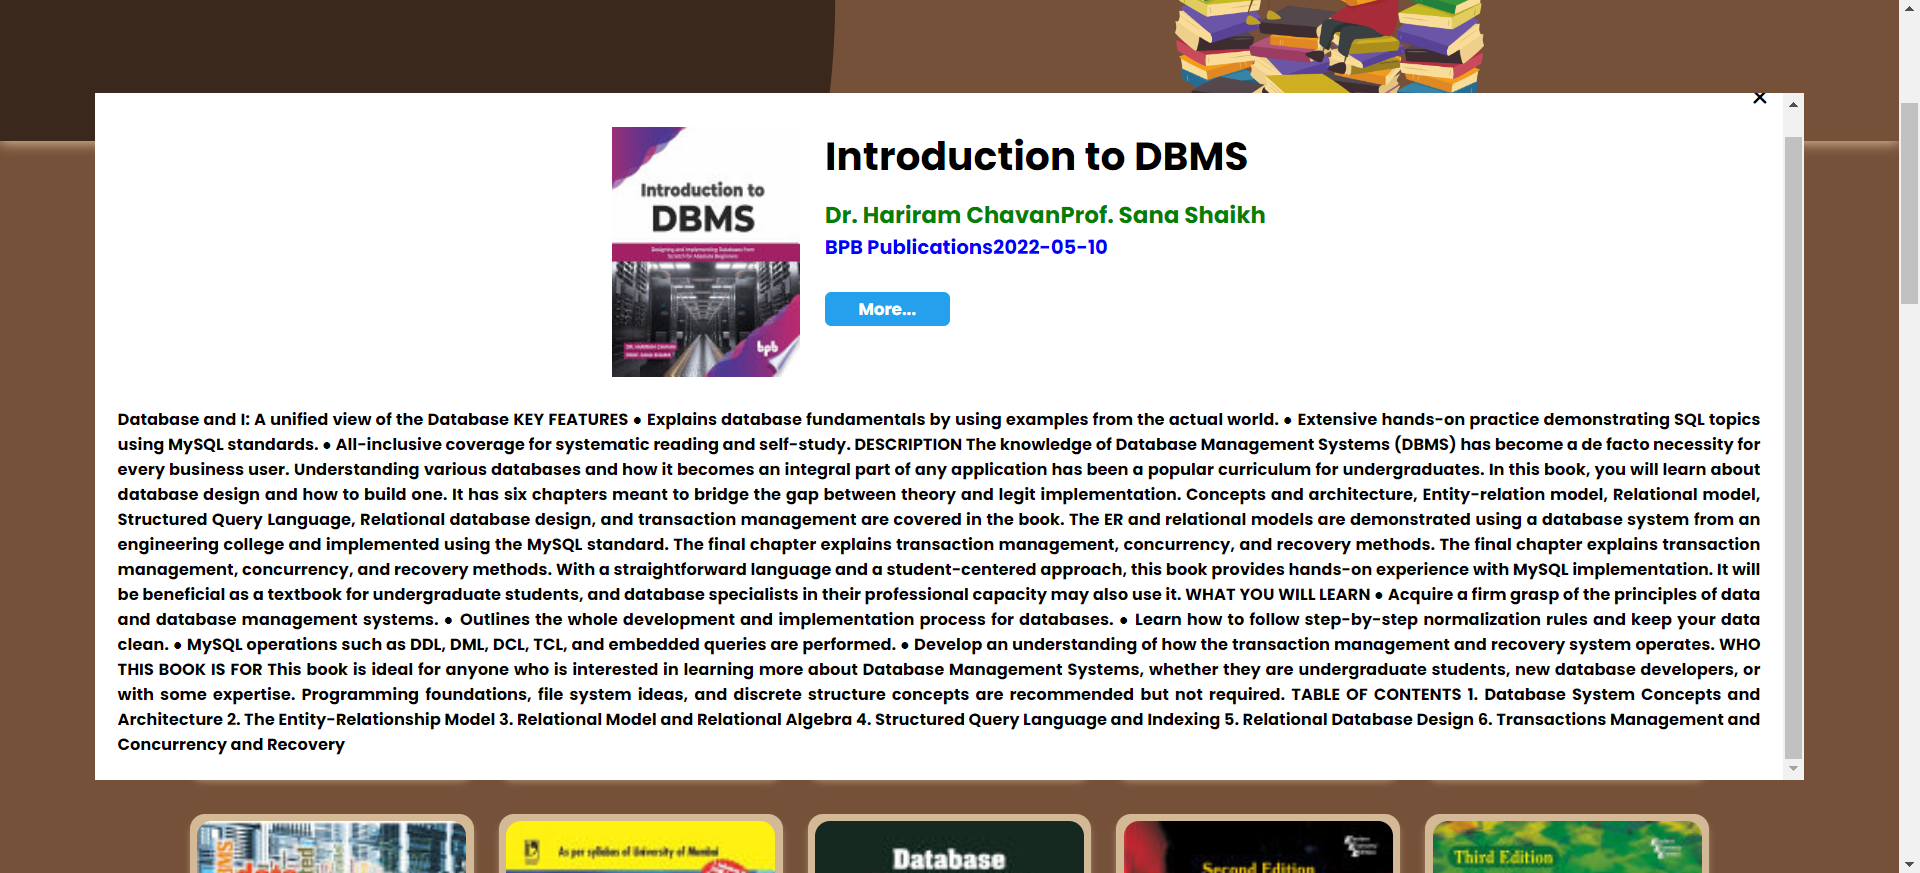 ✕
Introduction to
DBMS
Designing and Implementing Databases from
Scratch for Absolute Beginners
DR. HARIRAM CHAVAN
PROF. SANA SHAIKH
bpb
Introduction to DBMS
Dr. Hariram ChavanProf. Sana Shaikh
BPB Publications2022-05-10
More...
Database and I: A unified view of the Database KEY FEATURES ● Explains database fundamentals by using examples from the actual world. ● Extensive hands-on practice demonstrating SQL topics
using MySQL standards. ● All-inclusive coverage for systematic reading and self-study. DESCRIPTION The knowledge of Database Management Systems (DBMS) has become a de facto necessity for
every business user. Understanding various databases and how it becomes an integral part of any application has been a popular curriculum for undergraduates. In this book, you will learn about
database design and how to build one. It has six chapters meant to bridge the gap between theory and legit implementation. Concepts and architecture, Entity-relation model, Relational model,
Structured Query Language, Relational database design, and transaction management are covered in the book. The ER and relational models are demonstrated using a database system from an
engineering college and implemented using the MySQL standard. The final chapter explains transaction management, concurrency, and recovery methods. The final chapter explains transaction
management, concurrency, and recovery methods. With a straightforward language and a student-centered approach, this book provides hands-on experience with MySQL implementation. It will
be beneficial as a textbook for undergraduate students, and database specialists in their professional capacity may also use it. WHAT YOU WILL LEARN ● Acquire a firm grasp of the principles of data
and database management systems. ● Outlines the whole development and implementation process for databases. ● Learn how to follow step-by-step normalization rules and keep your data
clean. ● MySQL operations such as DDL, DML, DCL, TCL, and embedded queries are performed. ● Develop an understanding of how the transaction management and recovery system operates. WHO
THIS BOOK IS FOR This book is ideal for anyone who is interested in learning more about Database Management Systems, whether they are undergraduate students, new database developers, or
with some expertise. Programming foundations, file system ideas, and discrete structure concepts are recommended but not required. TABLE OF CONTENTS 1. Database System Concepts and
Architecture 2. The Entity-Relationship Model 3. Relational Model and Relational Algebra 4. Structured Query Language and Indexing 5. Relational Database Design 6. Transactions Management and
Concurrency and Recovery
As per syllabus of University of Mumbai
Database
Second Edition
Third Edition